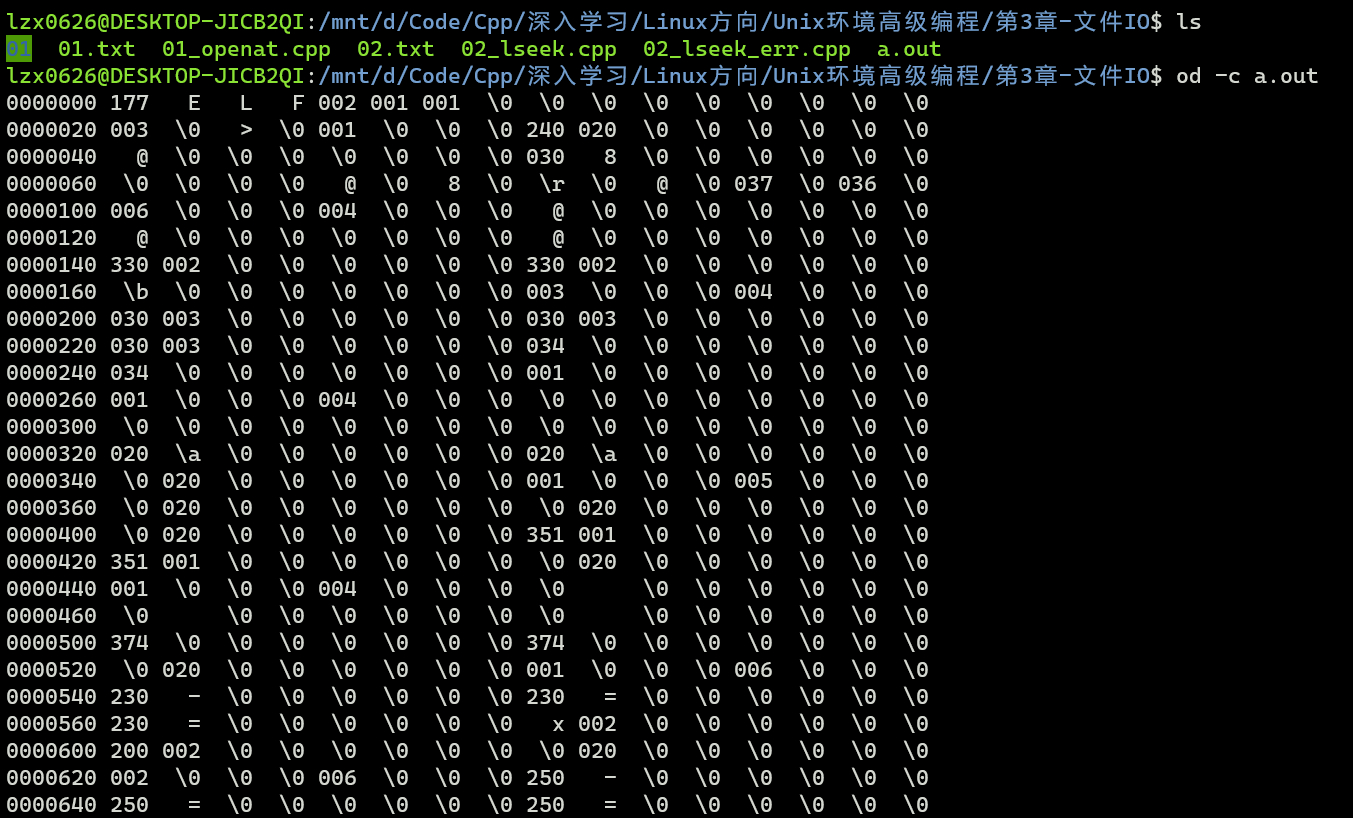 lzx0626@DESKTOP-JICB2QI:/mnt/d/Code/Cpp/深入学习/Linux方向/Unix环境高级编程/第3章-文件IO$ ls
01  01.txt  01_openat.cpp  02.txt  02_lseek.cpp  02_lseek_err.cpp  a.out
lzx0626@DESKTOP-JICB2QI:/mnt/d/Code/Cpp/深入学习/Linux方向/Unix环境高级编程/第3章-文件IO$ od -c a.out
0000000 177   E   L   F 002 001 001  \0  \0  \0  \0  \0  \0  \0  \0  \0
0000020 003  \0   >  \0 001  \0  \0  \0 240 020  \0  \0  \0  \0  \0  \0
0000040   @  \0  \0  \0  \0  \0  \0  \0 030   8  \0  \0  \0  \0  \0  \0
0000060  \0  \0  \0  \0   @  \0   8  \0  \r  \0   @  \0 037  \0 036  \0
0000100 006  \0  \0  \0 004  \0  \0  \0   @  \0  \0  \0  \0  \0  \0  \0
0000120   @  \0  \0  \0  \0  \0  \0  \0   @  \0  \0  \0  \0  \0  \0  \0
0000140 330 002  \0  \0  \0  \0  \0  \0 330 002  \0  \0  \0  \0  \0  \0
0000160  \b  \0  \0  \0  \0  \0  \0  \0 003  \0  \0  \0 004  \0  \0  \0
0000200 030 003  \0  \0  \0  \0  \0  \0 030 003  \0  \0  \0  \0  \0  \0
0000220 030 003  \0  \0  \0  \0  \0  \0 034  \0  \0  \0  \0  \0  \0  \0
0000240 034  \0  \0  \0  \0  \0  \0  \0 001  \0  \0  \0  \0  \0  \0  \0
0000260 001  \0  \0  \0 004  \0  \0  \0  \0  \0  \0  \0  \0  \0  \0  \0
0000300  \0  \0  \0  \0  \0  \0  \0  \0  \0  \0  \0  \0  \0  \0  \0  \0
0000320 020  \a  \0  \0  \0  \0  \0  \0 020  \a  \0  \0  \0  \0  \0  \0
0000340  \0 020  \0  \0  \0  \0  \0  \0 001  \0  \0  \0 005  \0  \0  \0
0000360  \0 020  \0  \0  \0  \0  \0  \0  \0 020  \0  \0  \0  \0  \0  \0
0000400  \0 020  \0  \0  \0  \0  \0  \0 351 001  \0  \0  \0  \0  \0  \0
0000420 351 001  \0  \0  \0  \0  \0  \0  \0 020  \0  \0  \0  \0  \0  \0
0000440 001  \0  \0  \0 004  \0  \0  \0  \0      \0  \0  \0  \0  \0  \0
0000460  \0      \0  \0  \0  \0  \0  \0  \0      \0  \0  \0  \0  \0  \0
0000500 374  \0  \0  \0  \0  \0  \0  \0 374  \0  \0  \0  \0  \0  \0  \0
0000520  \0 020  \0  \0  \0  \0  \0  \0 001  \0  \0  \0 006  \0  \0  \0
0000540 230   -  \0  \0  \0  \0  \0  \0 230   =  \0  \0  \0  \0  \0  \0
0000560 230   =  \0  \0  \0  \0  \0  \0   x 002  \0  \0  \0  \0  \0  \0
0000600 200 002  \0  \0  \0  \0  \0  \0  \0 020  \0  \0  \0  \0  \0  \0
0000620 002  \0  \0  \0 006  \0  \0  \0 250   -  \0  \0  \0  \0  \0  \0
0000640 250   =  \0  \0  \0  \0  \0  \0 250   =  \0  \0  \0  \0  \0  \0